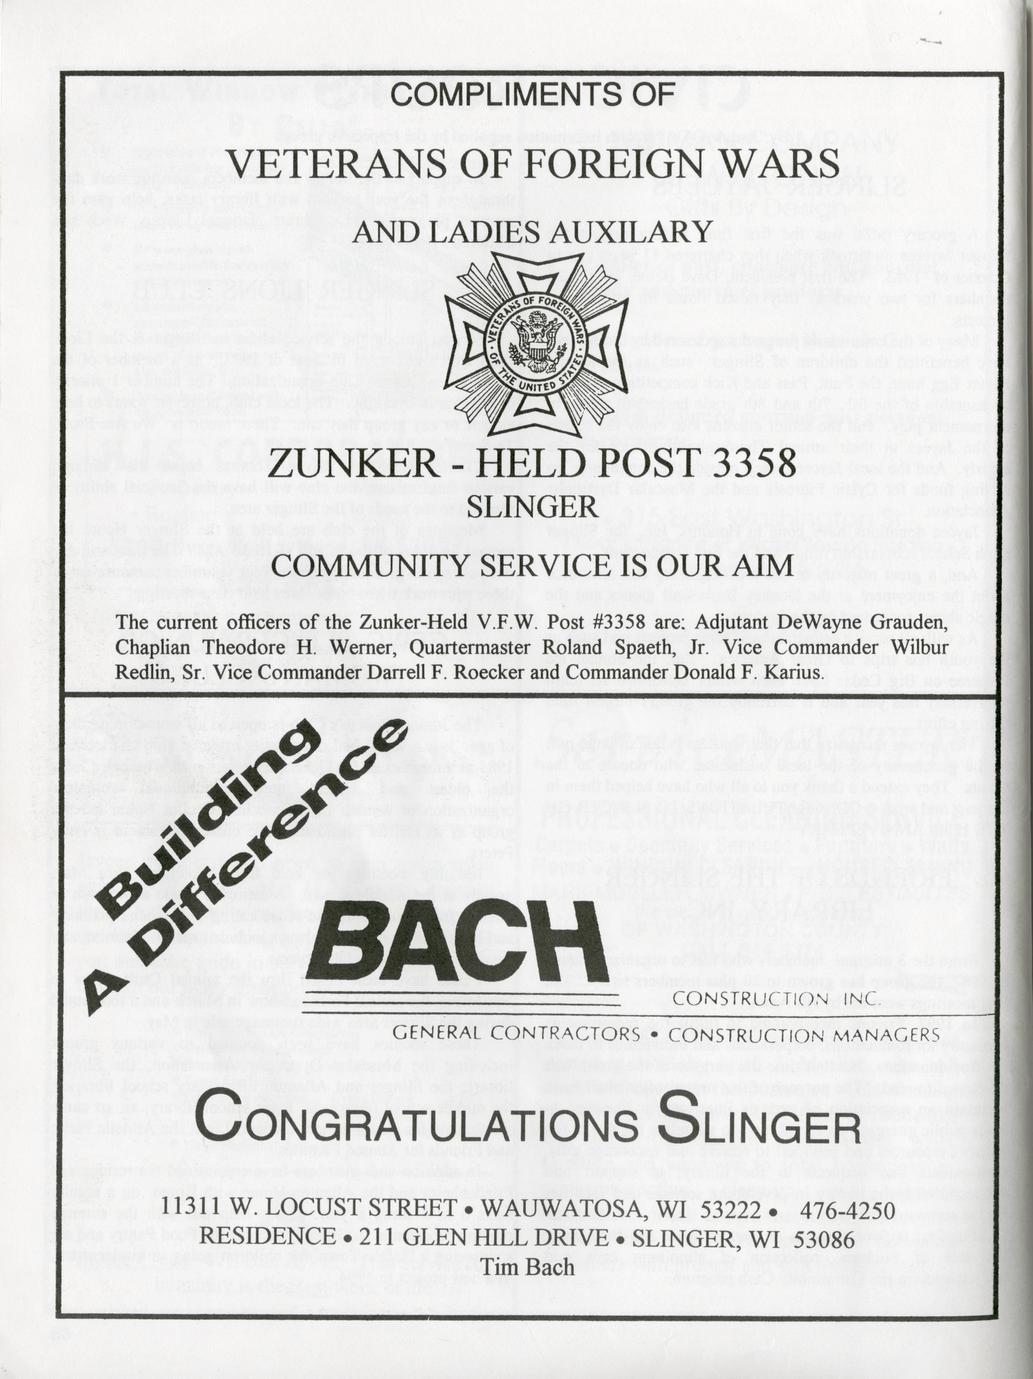 COMPLIMENTS OF
VETERANS OF FOREIGN WARS
AND LADIES AUXILARY
VETERANS OF FOREIGN WARS
OF THE UNITED STATES
ZUNKER - HELD POST 3358
SLINGER
COMMUNITY SERVICE IS OUR AIM
The current officers of the Zunker-Held V.F.W. Post #3358 are: Adjutant DeWayne Grauden,
Chaplian Theodore H. Werner, Quartermaster Roland Spaeth, Jr. Vice Commander Wilbur
Redlin, Sr. Vice Commander Darrell F. Roecker and Commander Donald F. Karius.
Building
A Difference
BACH
CONSTRUCTION INC.
GENERAL CONTRACTORS • CONSTRUCTION MANAGERS
CONGRATULATIONS SLINGER
11311 W. LOCUST STREET • WAUWATOSA, WI 53222 • 476-4250
RESIDENCE • 211 GLEN HILL DRIVE • SLINGER, WI 53086
Tim Bach